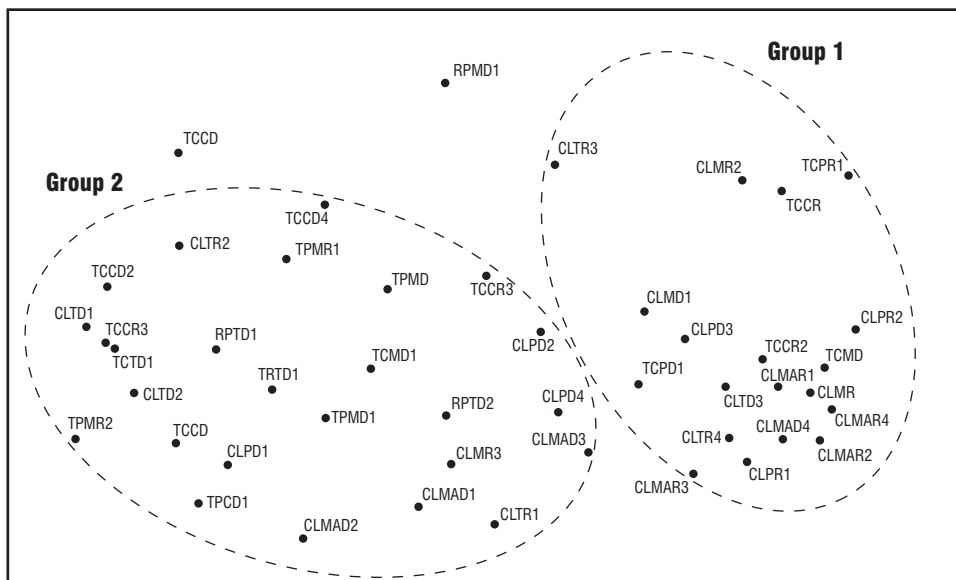 Group 1
RPMD1
TCCD
CLTR3
CLMR2
TCPR1
Group 2
TCCR
TCCD4
CLTR2
TPMR1
TCCD2
TPMD
TCCR3
CLMD1
CLTD1
TCCR3
RPTD1
CLPD2
CLPD3
CLPR2
TCTD1
TCMD1
TCCR2
TCMD
TRTD1
TCPD1
CLMAR1
CLTD2
CLTD3
CLMR
TPMR2
TPMD1
RPTD2
CLPD4
CLMAR4
TCCD
CLMAD3
CLTR4
CLMAD4
CLPD1
CLMR3
CLMAR2
CLMAR3
CLPR1
TPCD1
CLMAD1
CLMAD2
CLTR1